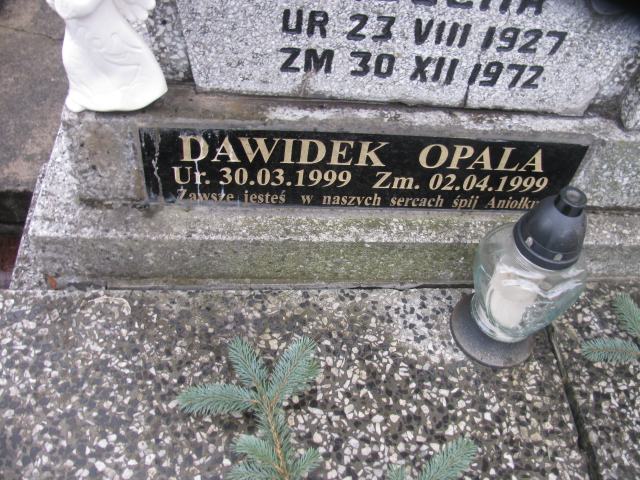 UR 23 VIII 1927
ZM 30 XII 1972
DAWIDEK OPALA
Ur. 30.03.1999 Zm. 02.04.1999
Zawsze jesteś w naszych sercach śpij Aniołku